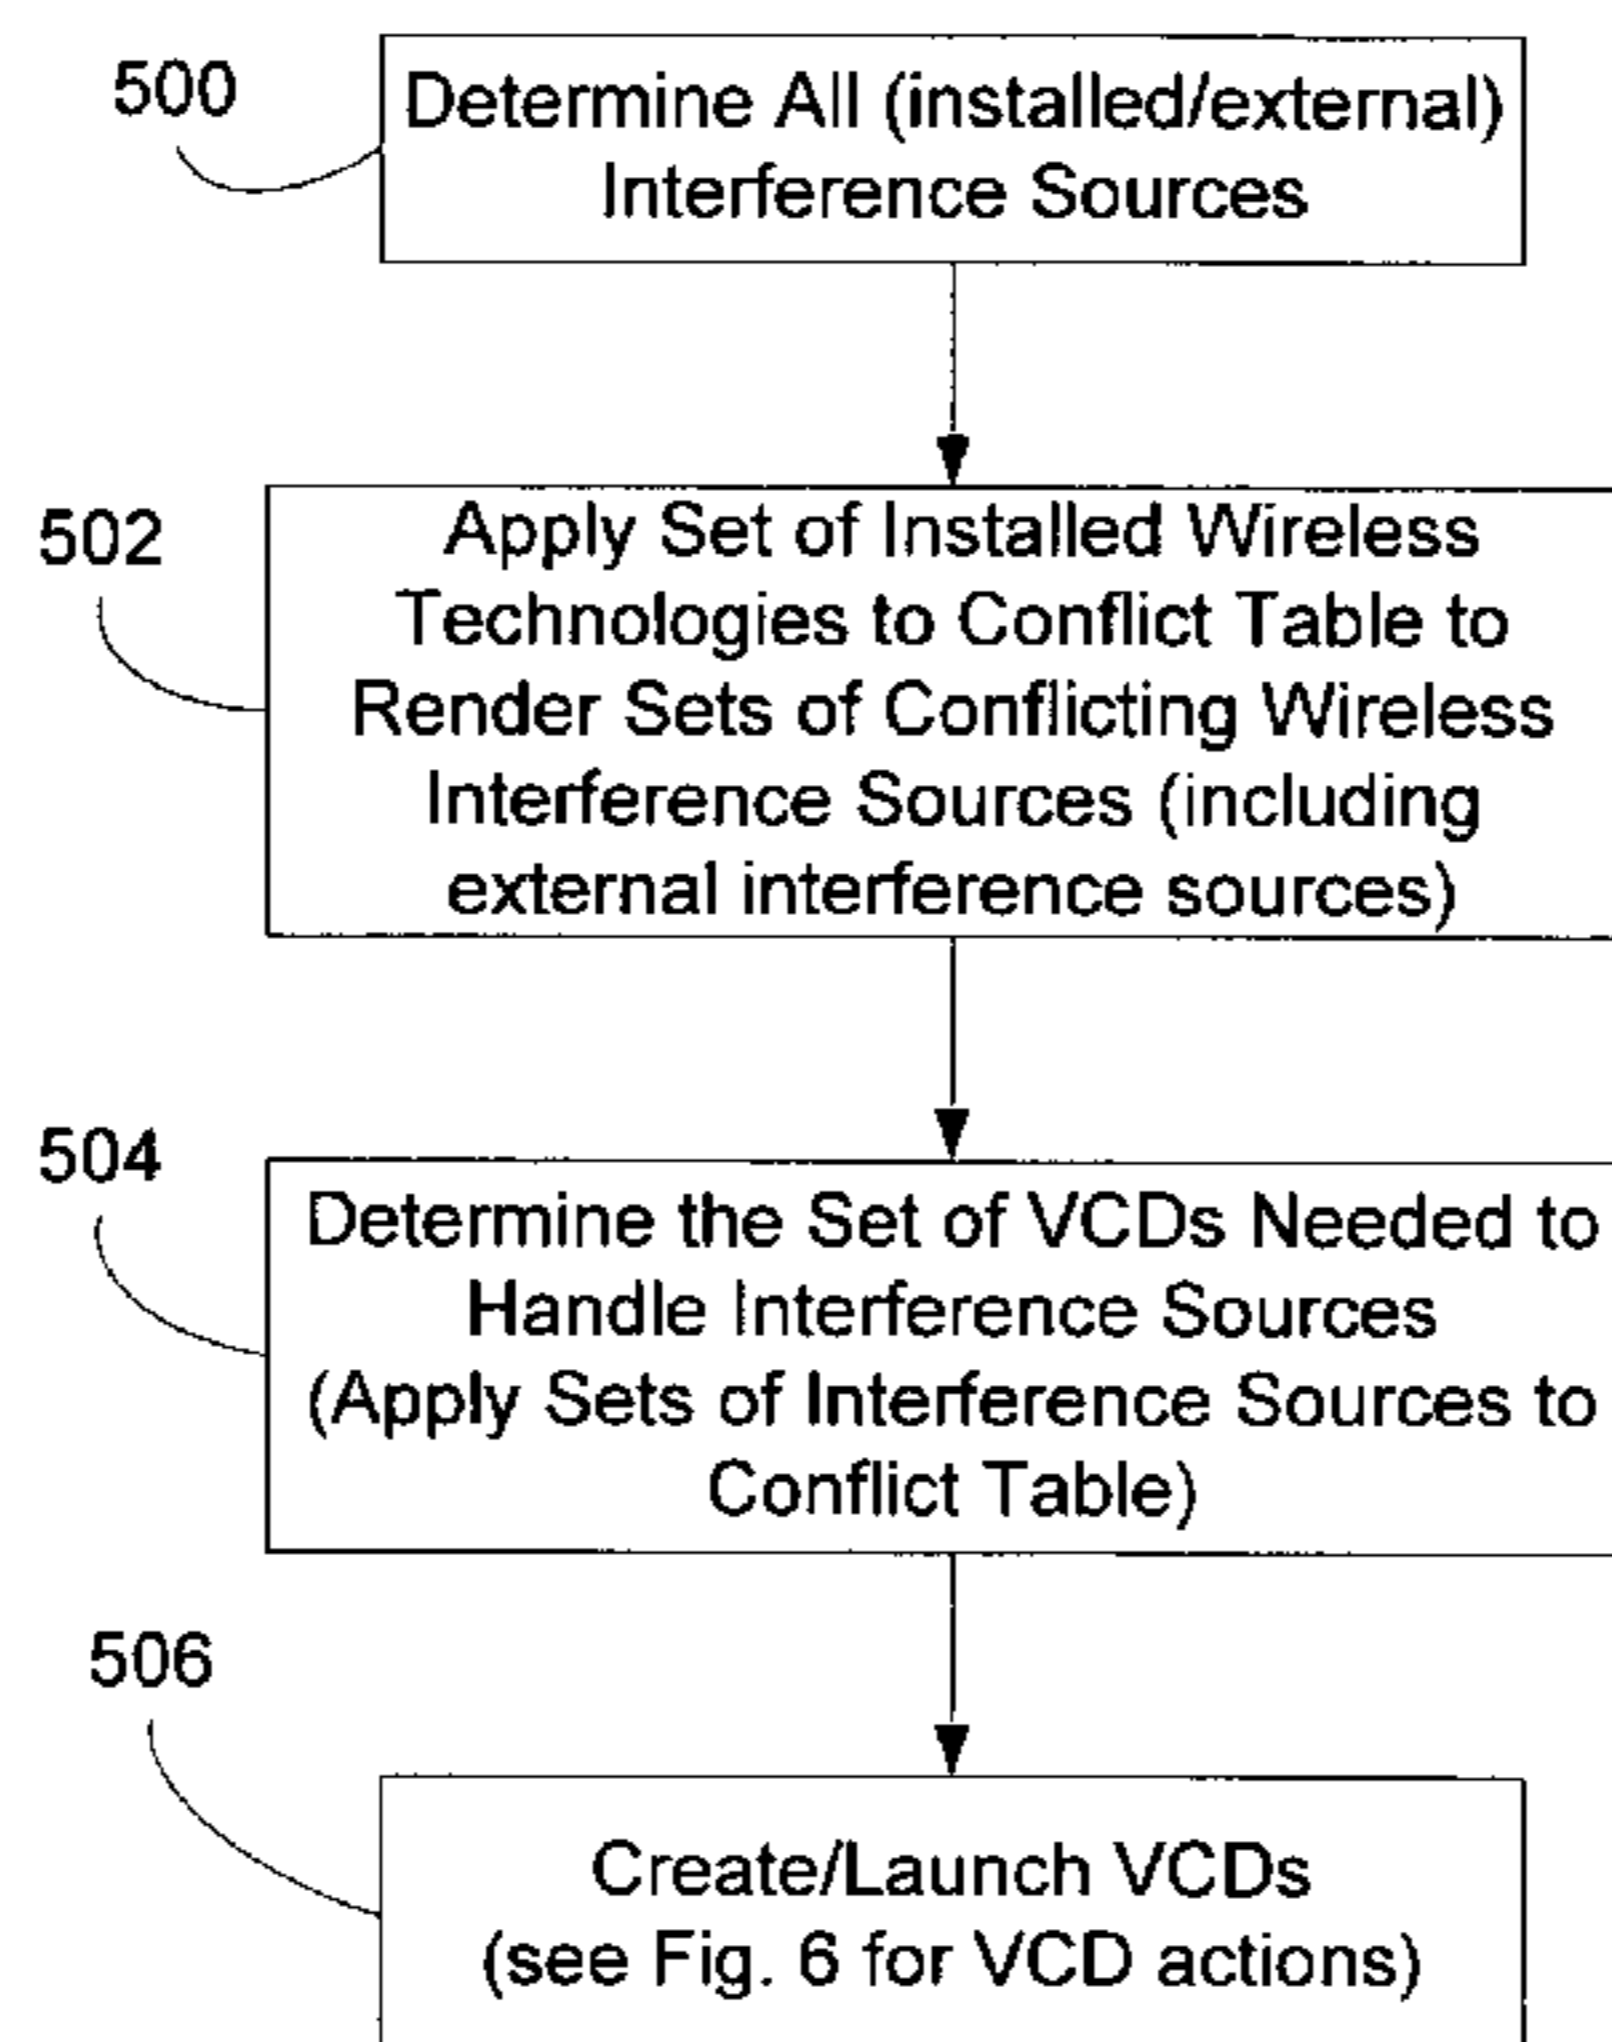 500
Determine All (installed/external)
Interference Sources
502
Apply Set of Installed Wireless
Technologies to Conflict Table to
Render Sets of Conflicting Wireless
Interference Sources (including
external interference sources)
504
Determine the Set of VCDs Needed to
Handle Interference Sources
(Apply Sets of Interference Sources to
Conflict Table)
506
Create/Launch VCDs
(see Fig. 6 for VCD actions)